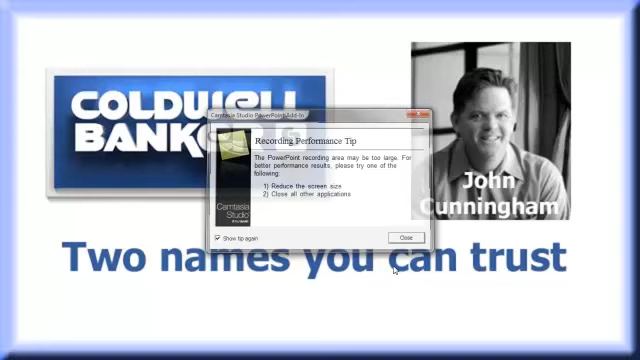 COLDWELL
BANKER
Camtasia Studio PowerPoint Add-In
Recording Performance Tip
The PowerPoint recording area may be too large. For
better performance results, please try one of the
following:
1) Reduce the screen size
2) Close all other applications
Camtasia
Studio
Show tip again
Close
John
Cunningham
Two names you can trust